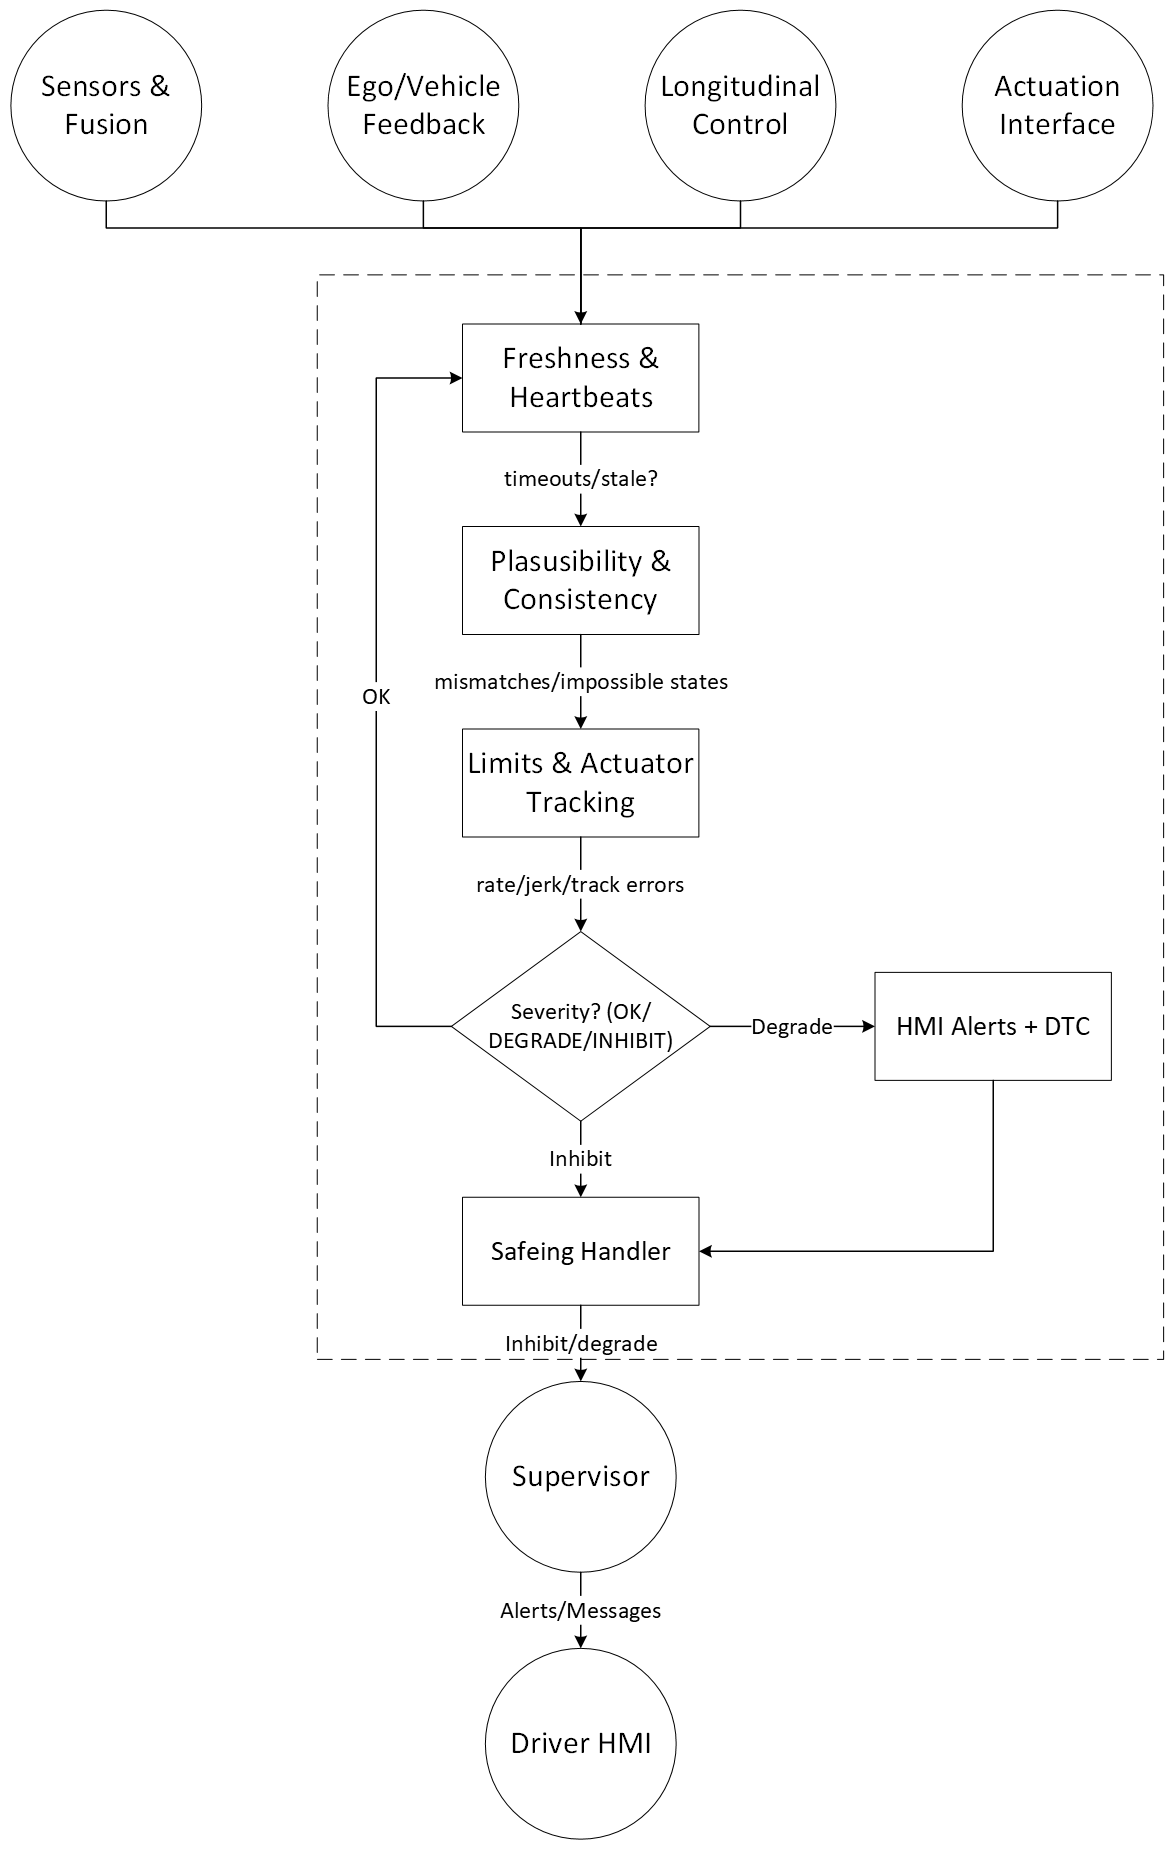 Sensors &
Fusion
Ego/Vehicle
Feedback
Longitudinal
Control
Actuation
Interface
Freshness &
Heartbeats
timeouts/stale?
Plasusibility &
Consistency
mismatches/impossible states
OK
Limits & Actuator
Tracking
rate/jerk/track errors
Severity? (OK/
DEGRADE/INHIBIT)
Degrade
HMI Alerts + DTC
Inhibit
Safeing Handler
Inhibit/degrade
Supervisor
Alerts/Messages
Driver HMI